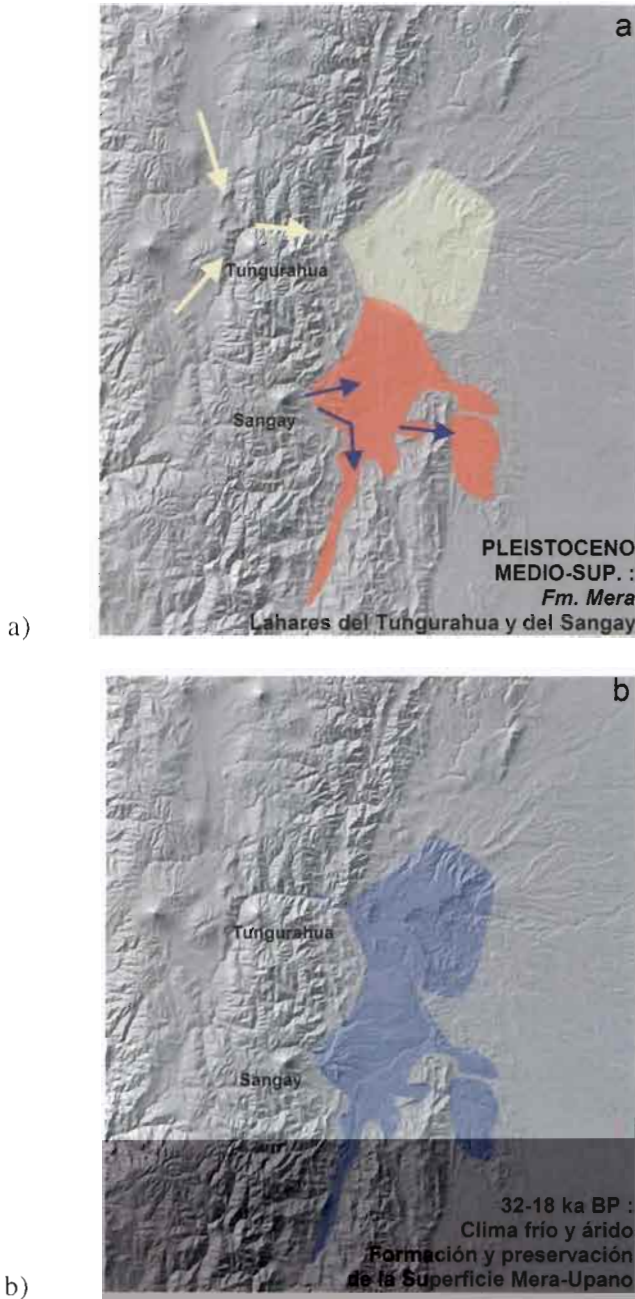 a
Tungurahua
Sangay
PLEISTOCENO
MEDIO-SUP. :
Fm. Mera
Lahares del Tungurahua y del Sangay
a)
b
Tungurahua
Sangay
32-18 ka BP :
Clima frío y árido
Formación y preservación
de la Superficie Mera-Upano
b)